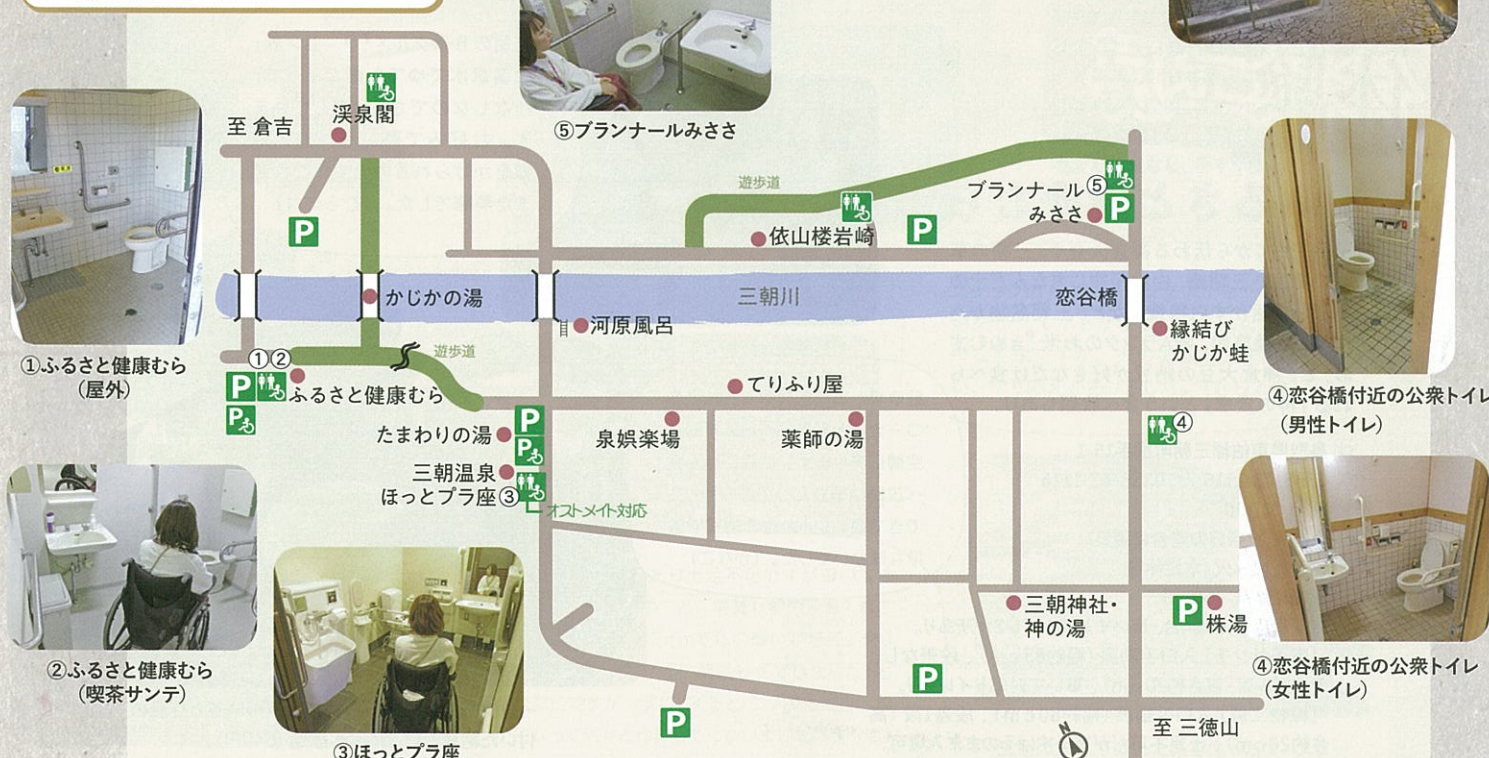 ⑤ブランナールみささ
渓泉閣
至 倉吉
P
遊歩道
ブランナール⑤
みささ
P
依山楼岩崎
P
かじかの湯
三朝川
恋谷橋
河原風呂
縁結び
かじか蛙
①ふるさと健康むら
(屋外)
①②
遊歩道
P
ふるさと健康むら
P
てりふり屋
④恋谷橋付近の公衆トイレ
(男性トイレ)
P
たまわりの湯
P
泉娯楽場
薬師の湯
④
三朝温泉
ほっとプラ座③
オストメイト対応
②ふるさと健康むら
(喫茶サンテ)
三朝神社・
神の湯
P
株湯
④恋谷橋付近の公衆トイレ
(女性トイレ)
P
P
至 三徳山
③ほっとプラ座